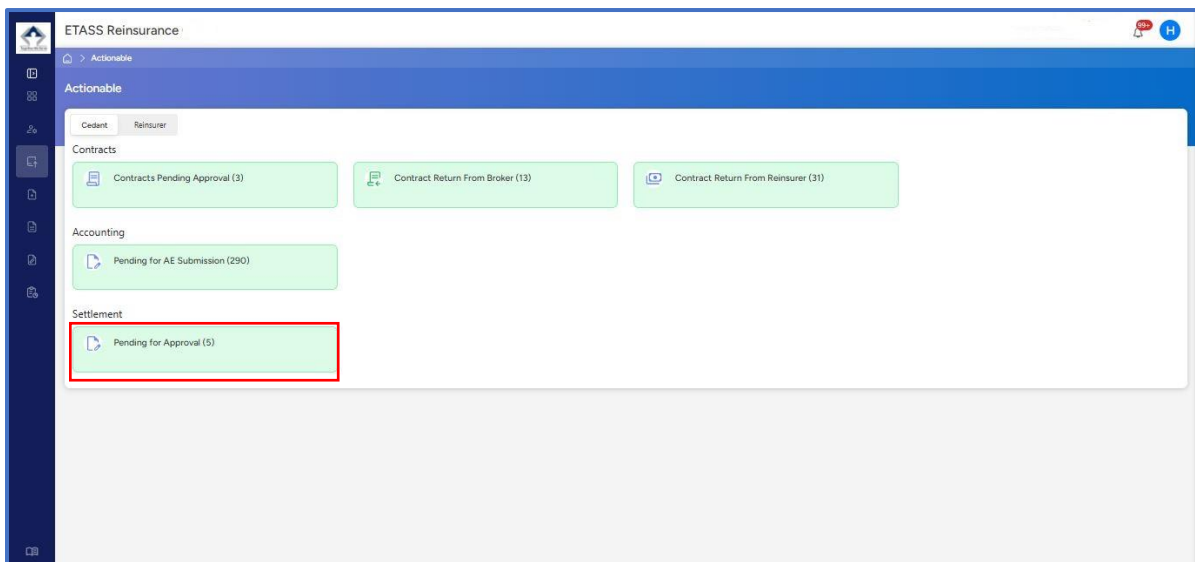 ETASS Reinsurance
99+
H
> Actionable
Actionable
Cedant Reinsurer
Contracts
Contracts Pending Approval (3)
Contract Return From Broker (13)
Contract Return From Reinsurer (31)
Accounting
Pending for AE Submission (290)
Settlement
Pending for Approval (5)